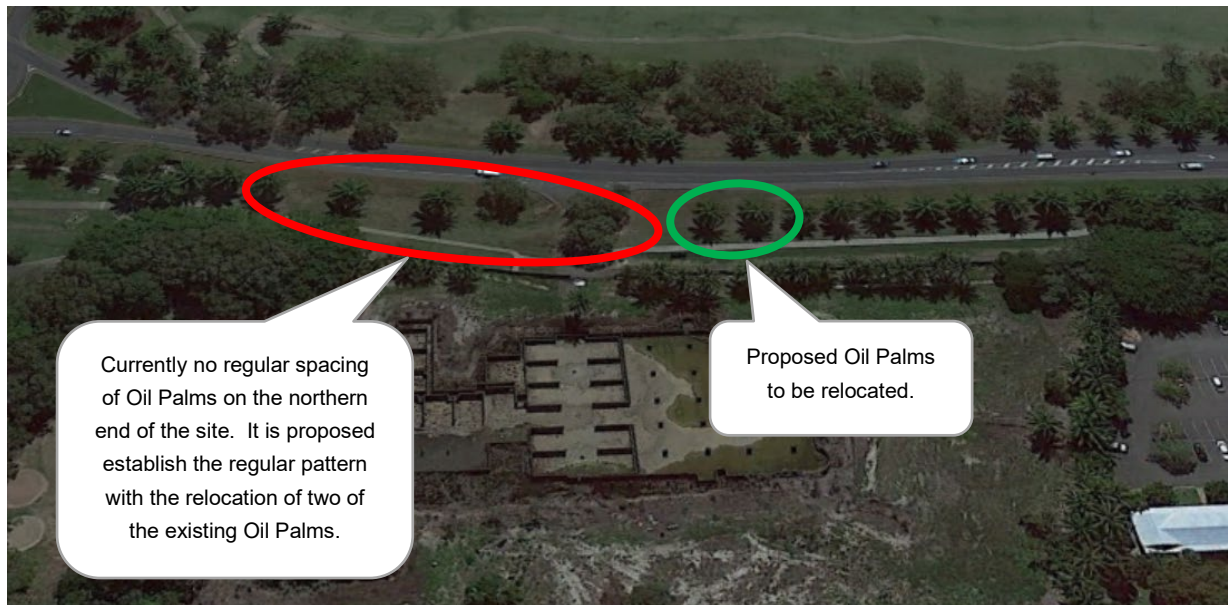 Currently no regular spacing
of Oil Palms on the northern
end of the site. It is proposed
establish the regular pattern
with the relocation of two of
the existing Oil Palms.
Proposed Oil Palms
to be relocated.